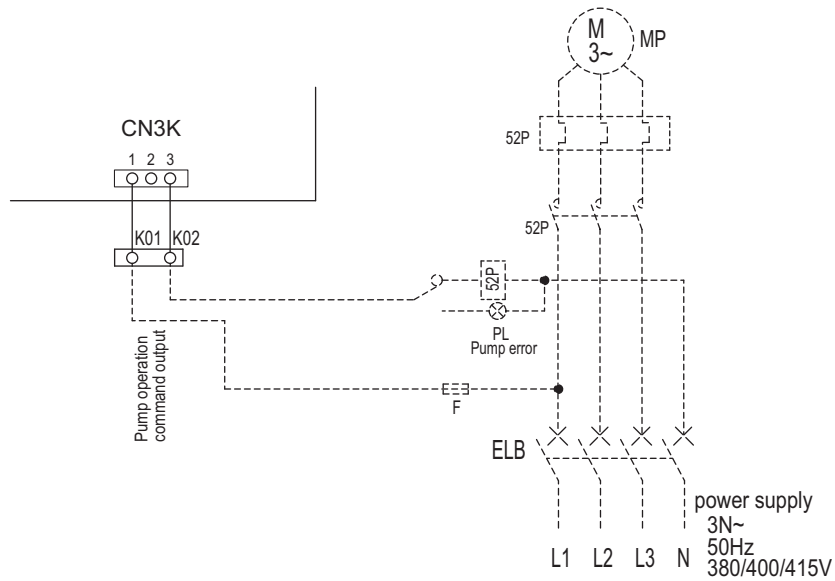 M
3~
MP
CN3K
1 2 3
52P
52P
K01 K02
52P
PL
Pump error
Pump operation
command output
F
ELB
power supply
3N~
50Hz
380/400/415V
L1 L2 L3 N